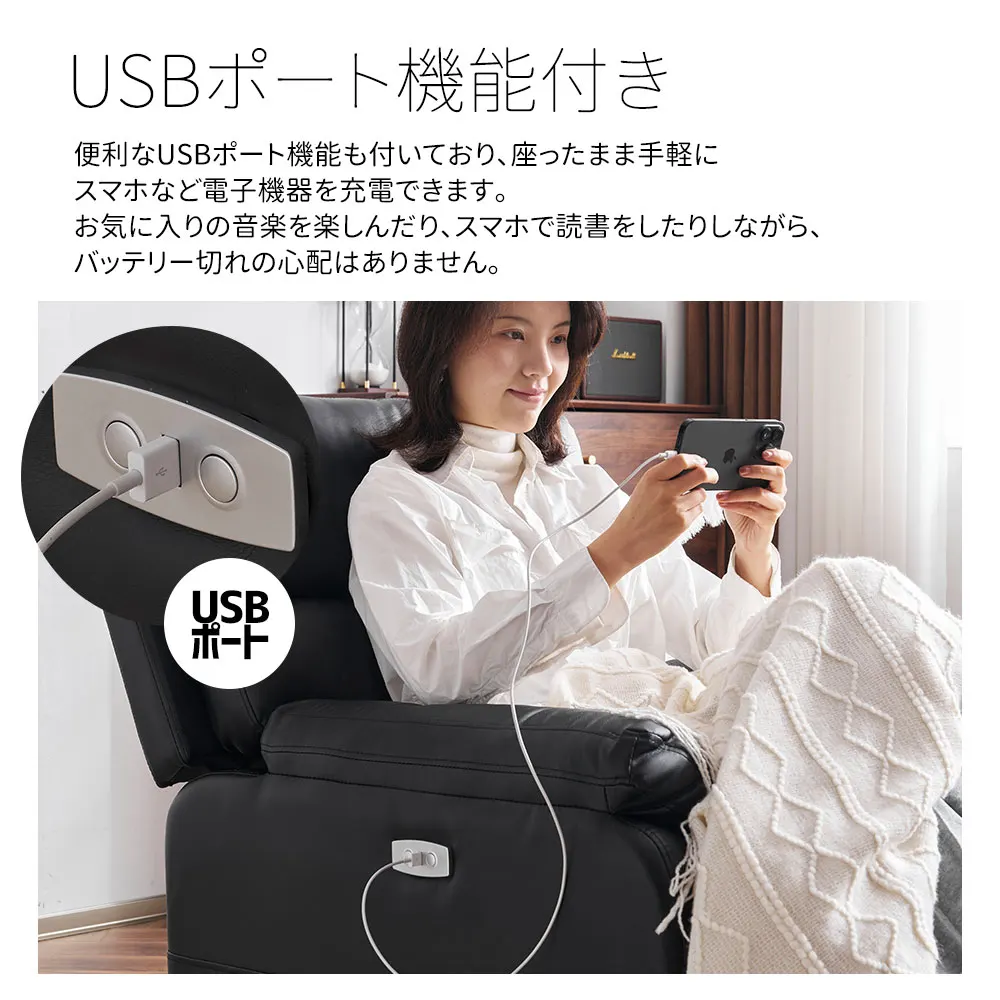 USBポート機能付き
便利なUSBポート機能も付いており、座ったまま手軽に
スマホなど電子機器を充電できます。
お気に入りの音楽を楽しんだり、スマホで読書をしたりしながら、
バッテリー切れの心配はありません。
Marshall
USB
ポート